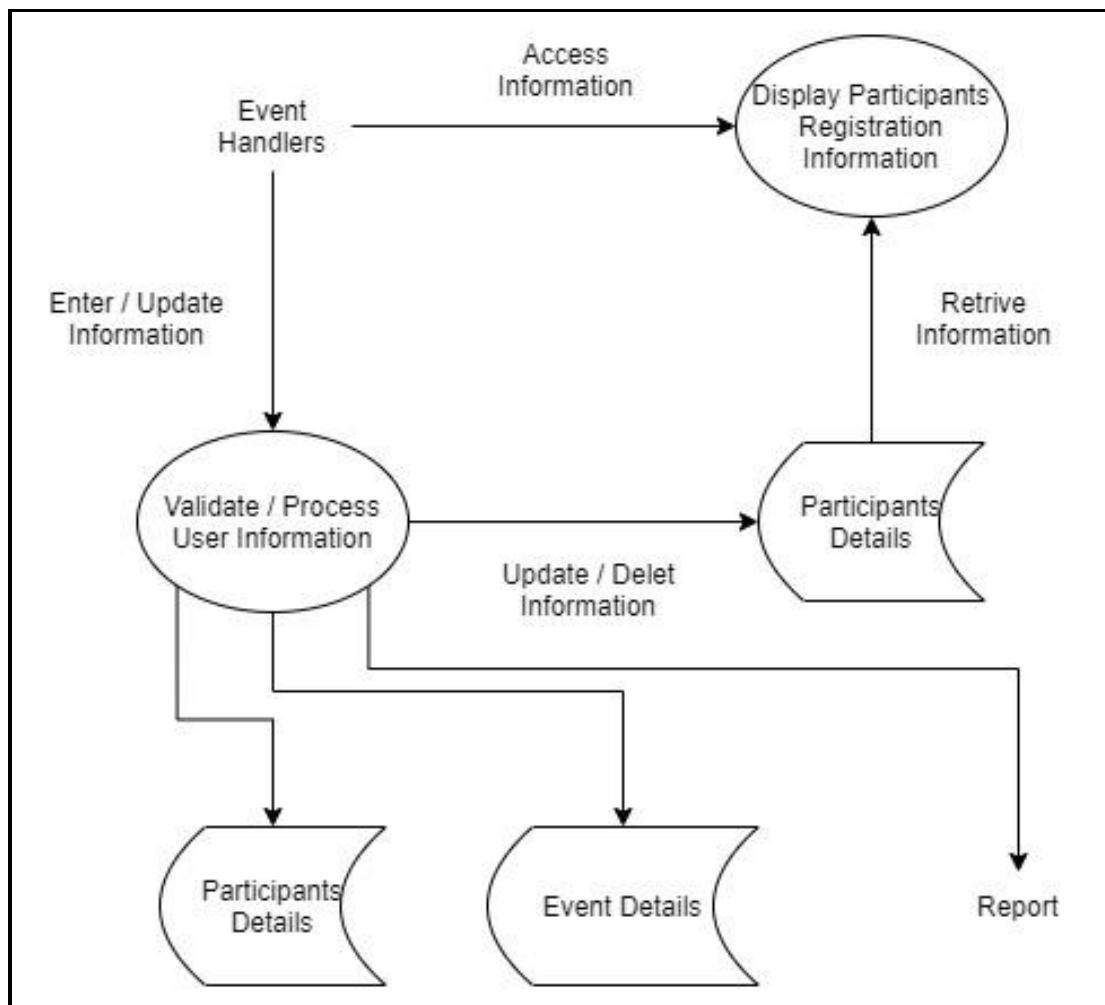 Access
Information
Event
Handlers
Display Participants
Registration
Information
Enter / Update
Information
Retrive
Information
Validate / Process
User Information
Participants
Details
Update / Delet
Information
Participants
Details
Event Details
Report